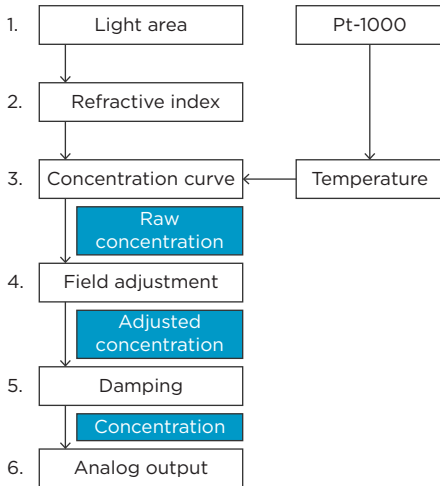 1. Light area
Pt-1000
2. Refractive index
3. Concentration curve
Temperature
Raw
concentration
4. Field adjustment
Adjusted
concentration
5. Damping
Concentration
6. Analog output